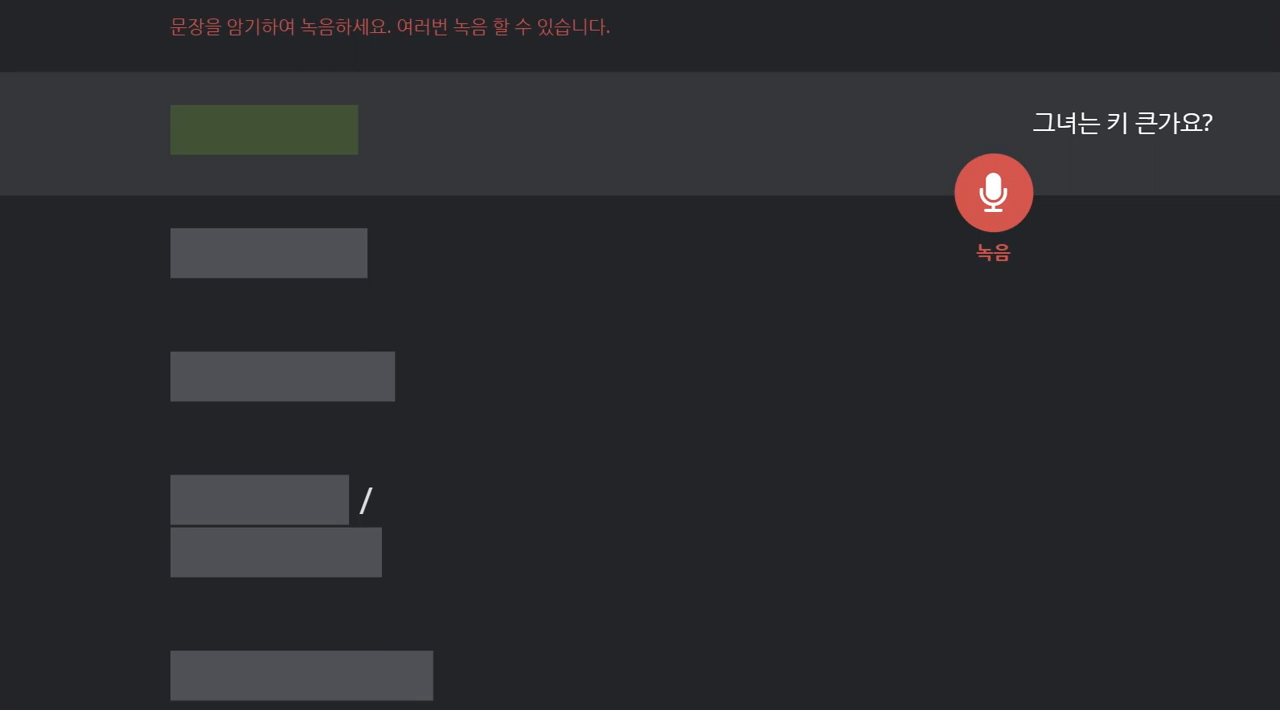 문장을 암기하여 녹음하세요. 여러번 녹음 할 수 있습니다.
그녀는 키 큰가요?
녹음
/